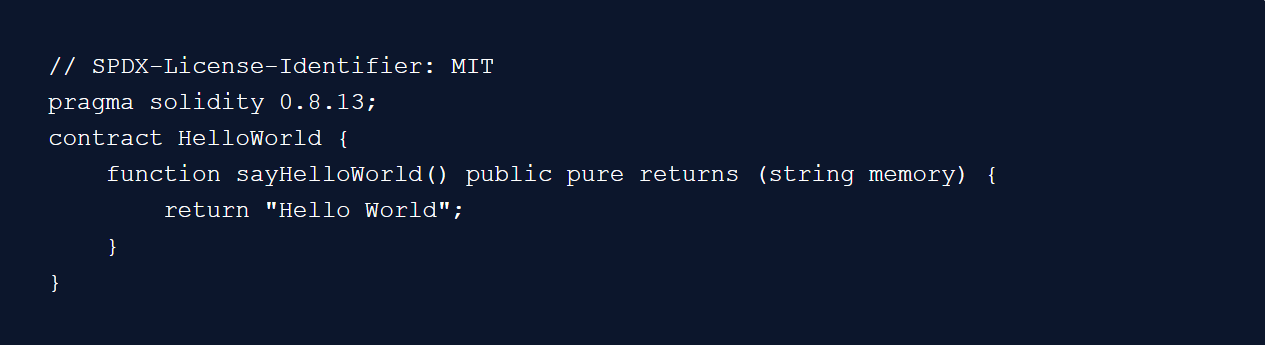 // SPDX-License-Identifier: MIT
pragma solidity 0.8.13;
contract HelloWorld {
    function sayHelloWorld() public pure returns (string memory) {
        return "Hello World";
    }
}